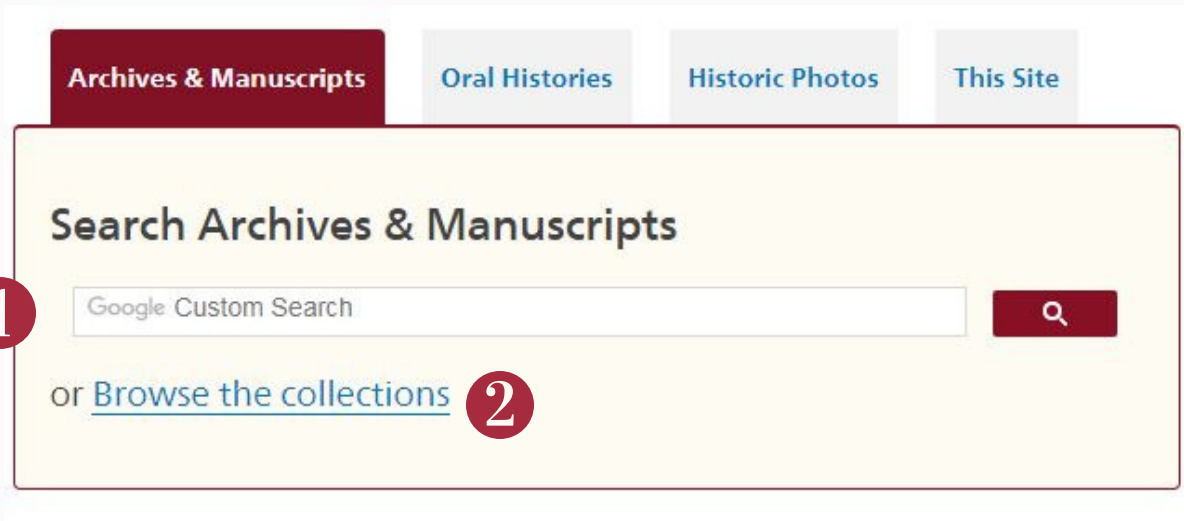 Archives & Manuscripts Oral Histories Historic Photos This Site
Search Archives & Manuscripts
1 Google Custom Search
or Browse the collections 2